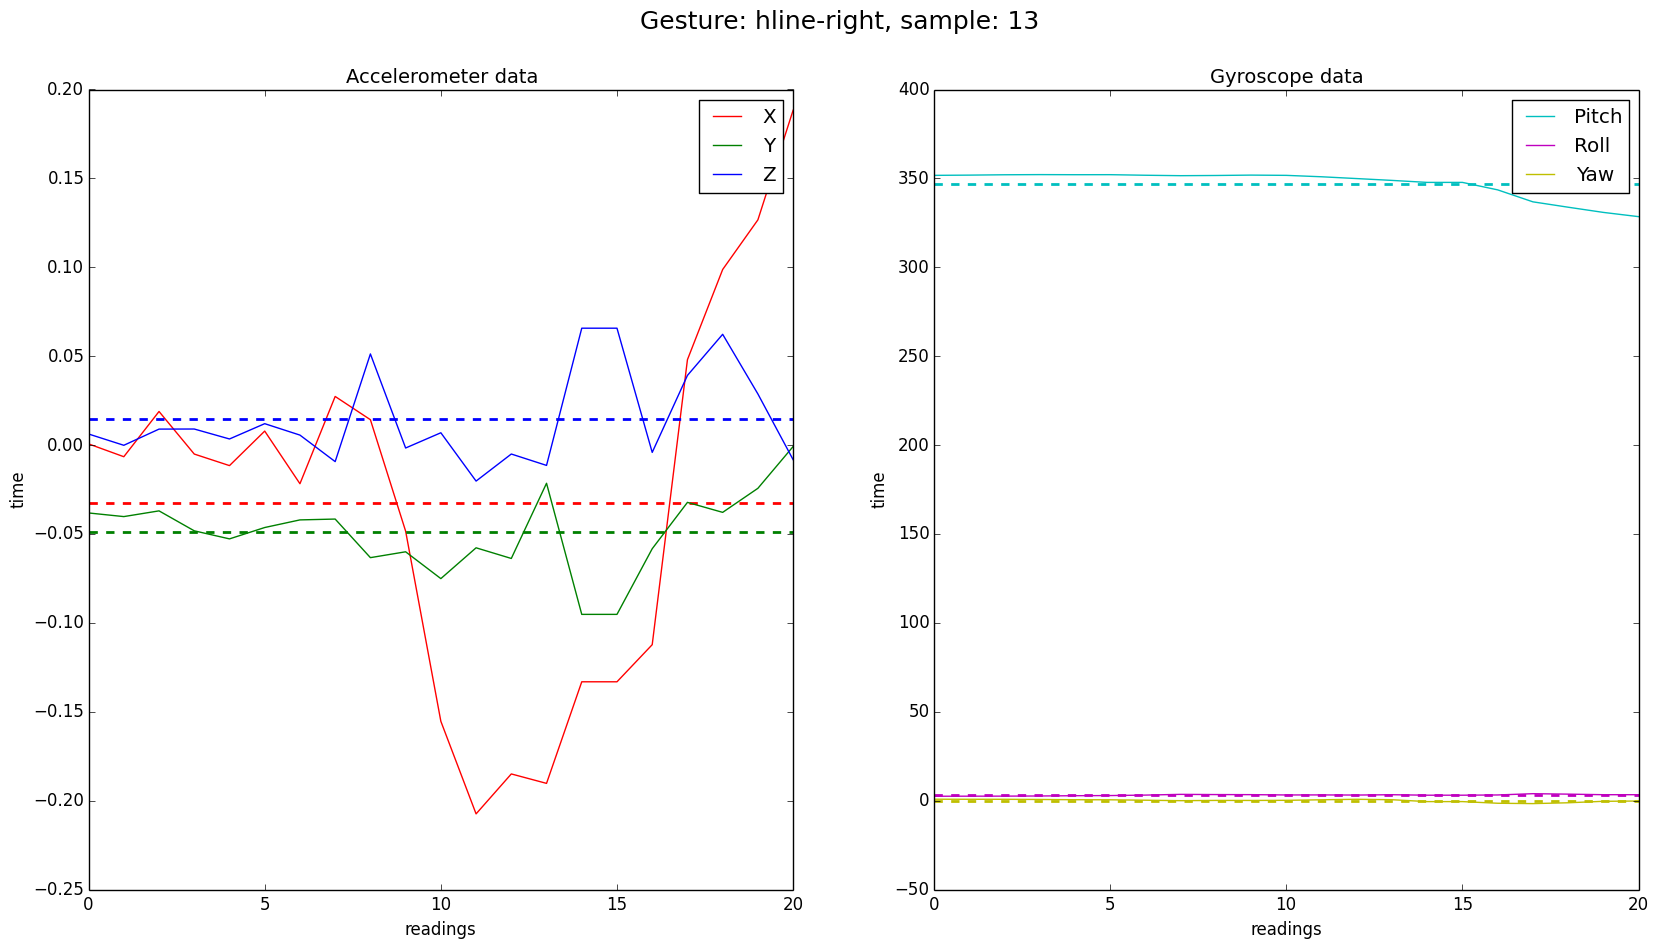 Gesture: hline-right, sample: 13
Accelerometer data
0.20
0.15
0.10
0.05
0.00
−0.05
−0.10
−0.15
−0.20
−0.25
time
0 5 10 15 20
readings
X
Y
Z
Gyroscope data
400
350
300
250
200
150
100
50
0
−50
time
0 5 10 15 20
readings
Pitch
Roll
Yaw